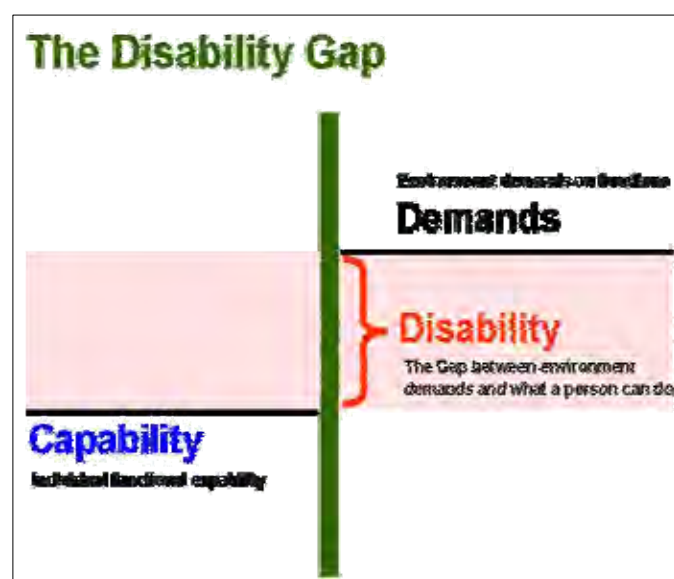 The Disability Gap
Environment demands on functions
Demands
Disability
The Gap between environment
demands and what a person can do
Capability
Individual functional capability